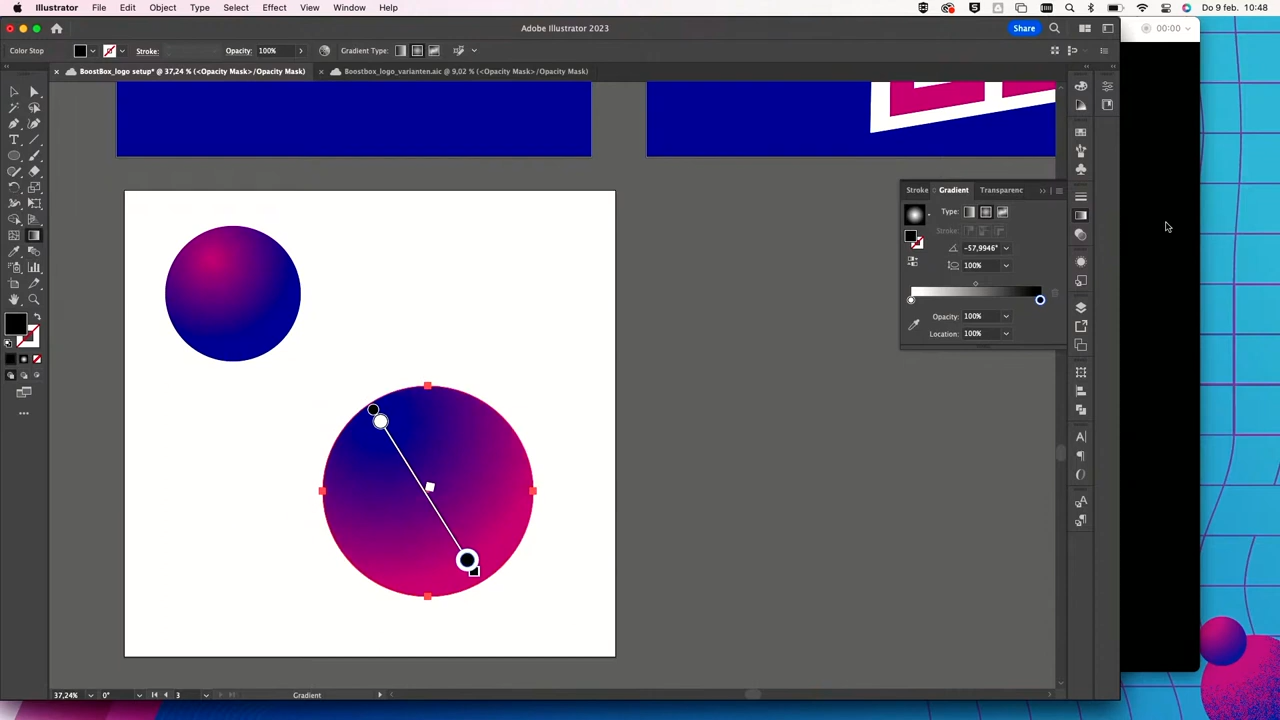 Illustrator File Edit Object Type Select Effect View Window Help
Do 9 feb. 10:48
Adobe Illustrator 2023
Share
00:00
Color Stop
Stroke:
Opacity: 100%
Gradient Type:
× BoostBox_logo setup* @ 37,24 % (<Opacity Mask>/Opacity Mask)
× Boostbox_logo_varianten.aic @ 9,02 % (<Opacity Mask>/Opacity Mask)
Stroke Gradient Transparenc
Type:
Stroke:
-57,9946°
100%
Opacity: 100%
Location: 100%
37,24% 0° 3 Gradient